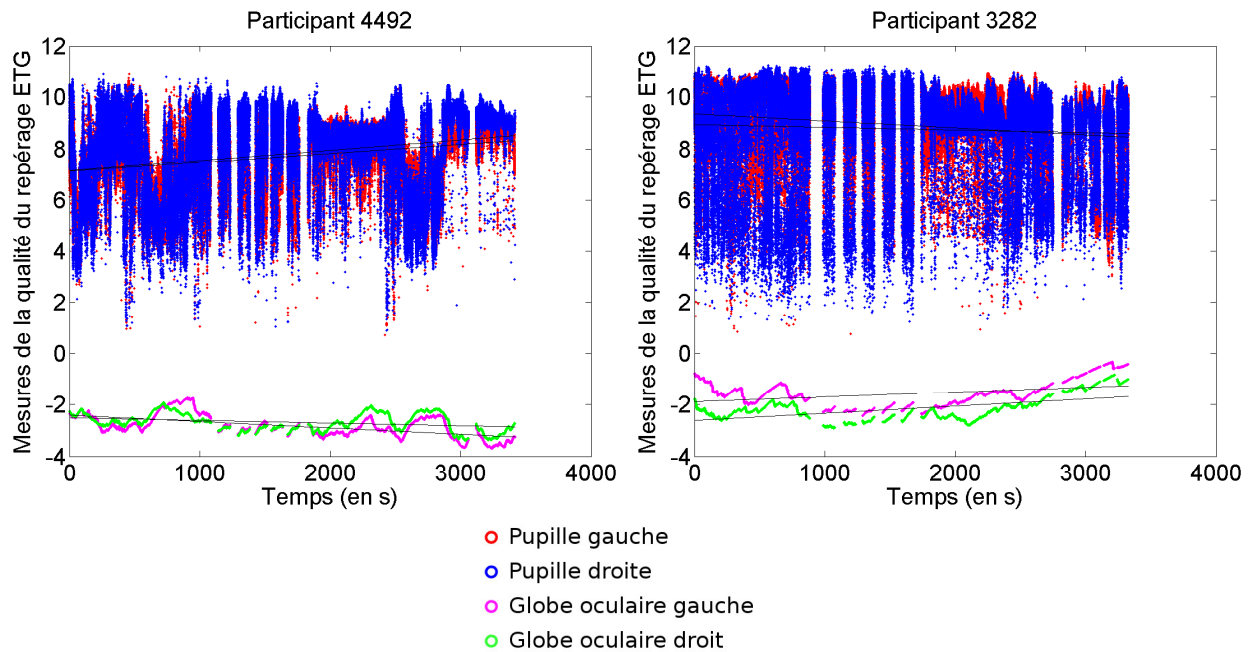 Participant 4492
Participant 3282
Mesures de la qualité du repérage ETG
12
10
8
6
4
2
0
-2
-4
0
1000
2000
3000
4000
Temps (en s)
Mesures de la qualité du repérage ETG
12
10
8
6
4
2
0
-2
-4
0
1000
2000
3000
4000
Temps (en s)
Pupille gauche
Pupille droite
Globe oculaire gauche
Globe oculaire droit